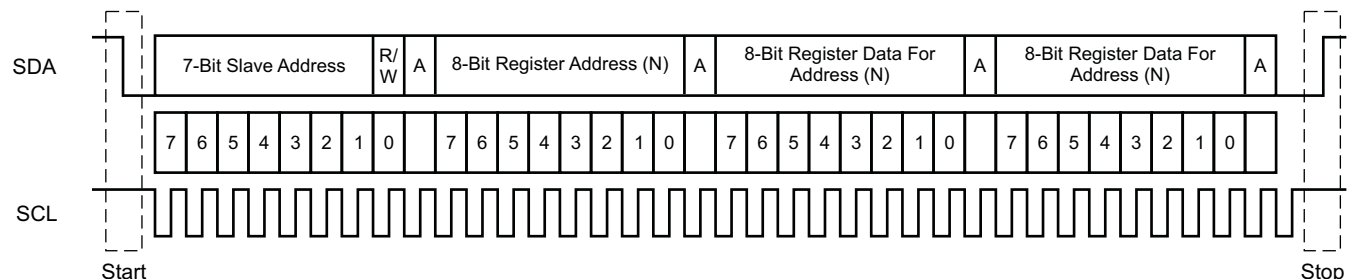 SDA
7-Bit Slave Address
R/
W
A
8-Bit Register Address (N)
A
8-Bit Register Data For
Address (N)
A
8-Bit Register Data For
Address (N)
A
7 6 5 4 3 2 1 0 7 6 5 4 3 2 1 0 7 6 5 4 3 2 1 0 7 6 5 4 3 2 1 0
SCL
Start
Stop